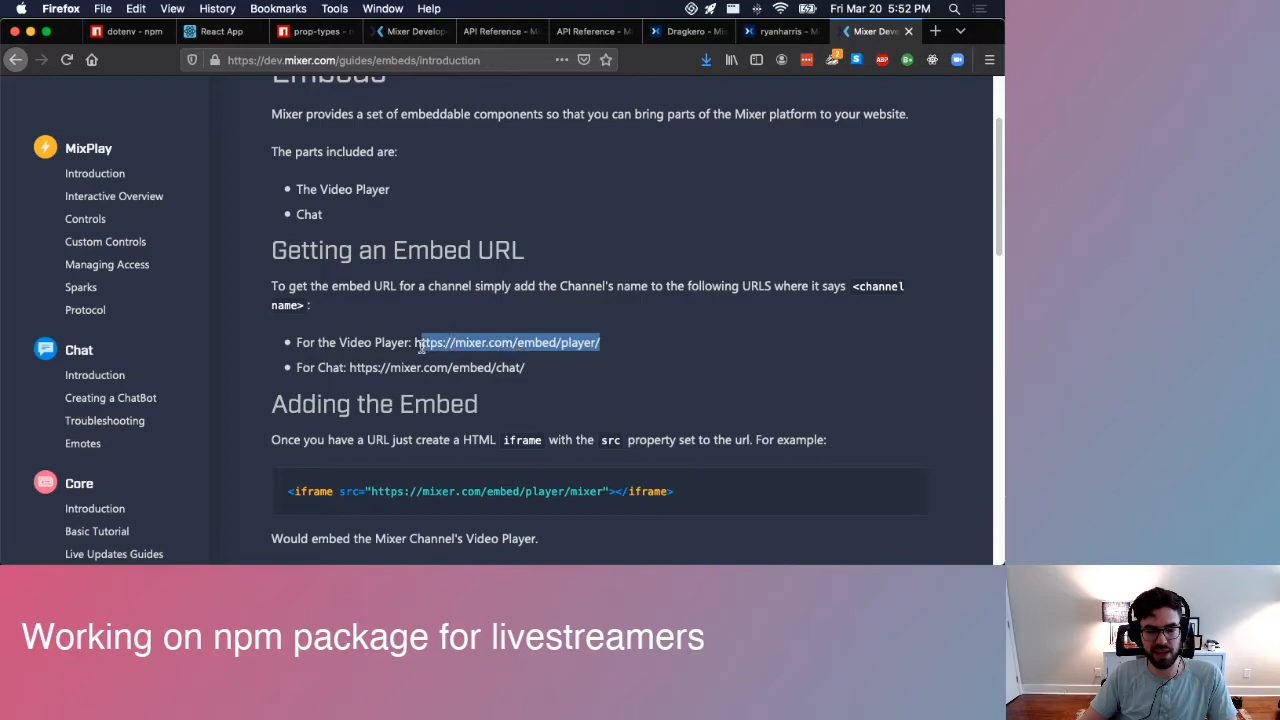 Firefox File Edit View History Bookmarks Tools Window Help Fri Mar 20 5:52 PM
dotenv - npm React App prop-types - n Mixer Develop API Reference – M API Reference – M Dragkero - Mi ryanharris - M Mixer Deve
https://dev.mixer.com/guides/embeds/introduction
Embeds
Mixer provides a set of embeddable components so that you can bring parts of the Mixer platform to your website.
The parts included are:
The Video Player
Chat
Getting an Embed URL
To get the embed URL for a channel simply add the Channel's name to the following URLS where it says <channel
name> :
For the Video Player: https://mixer.com/embed/player/
For Chat: https://mixer.com/embed/chat/
Adding the Embed
Once you have a URL just create a HTML iframe with the src property set to the url. For example:
<iframe src="https://mixer.com/embed/player/mixer"></iframe>
Would embed the Mixer Channel's Video Player.
MixPlay
Introduction
Interactive Overview
Controls
Custom Controls
Managing Access
Sparks
Protocol
Chat
Introduction
Creating a ChatBot
Troubleshooting
Emotes
Core
Introduction
Basic Tutorial
Live Updates Guides
Working on npm package for livestreamers